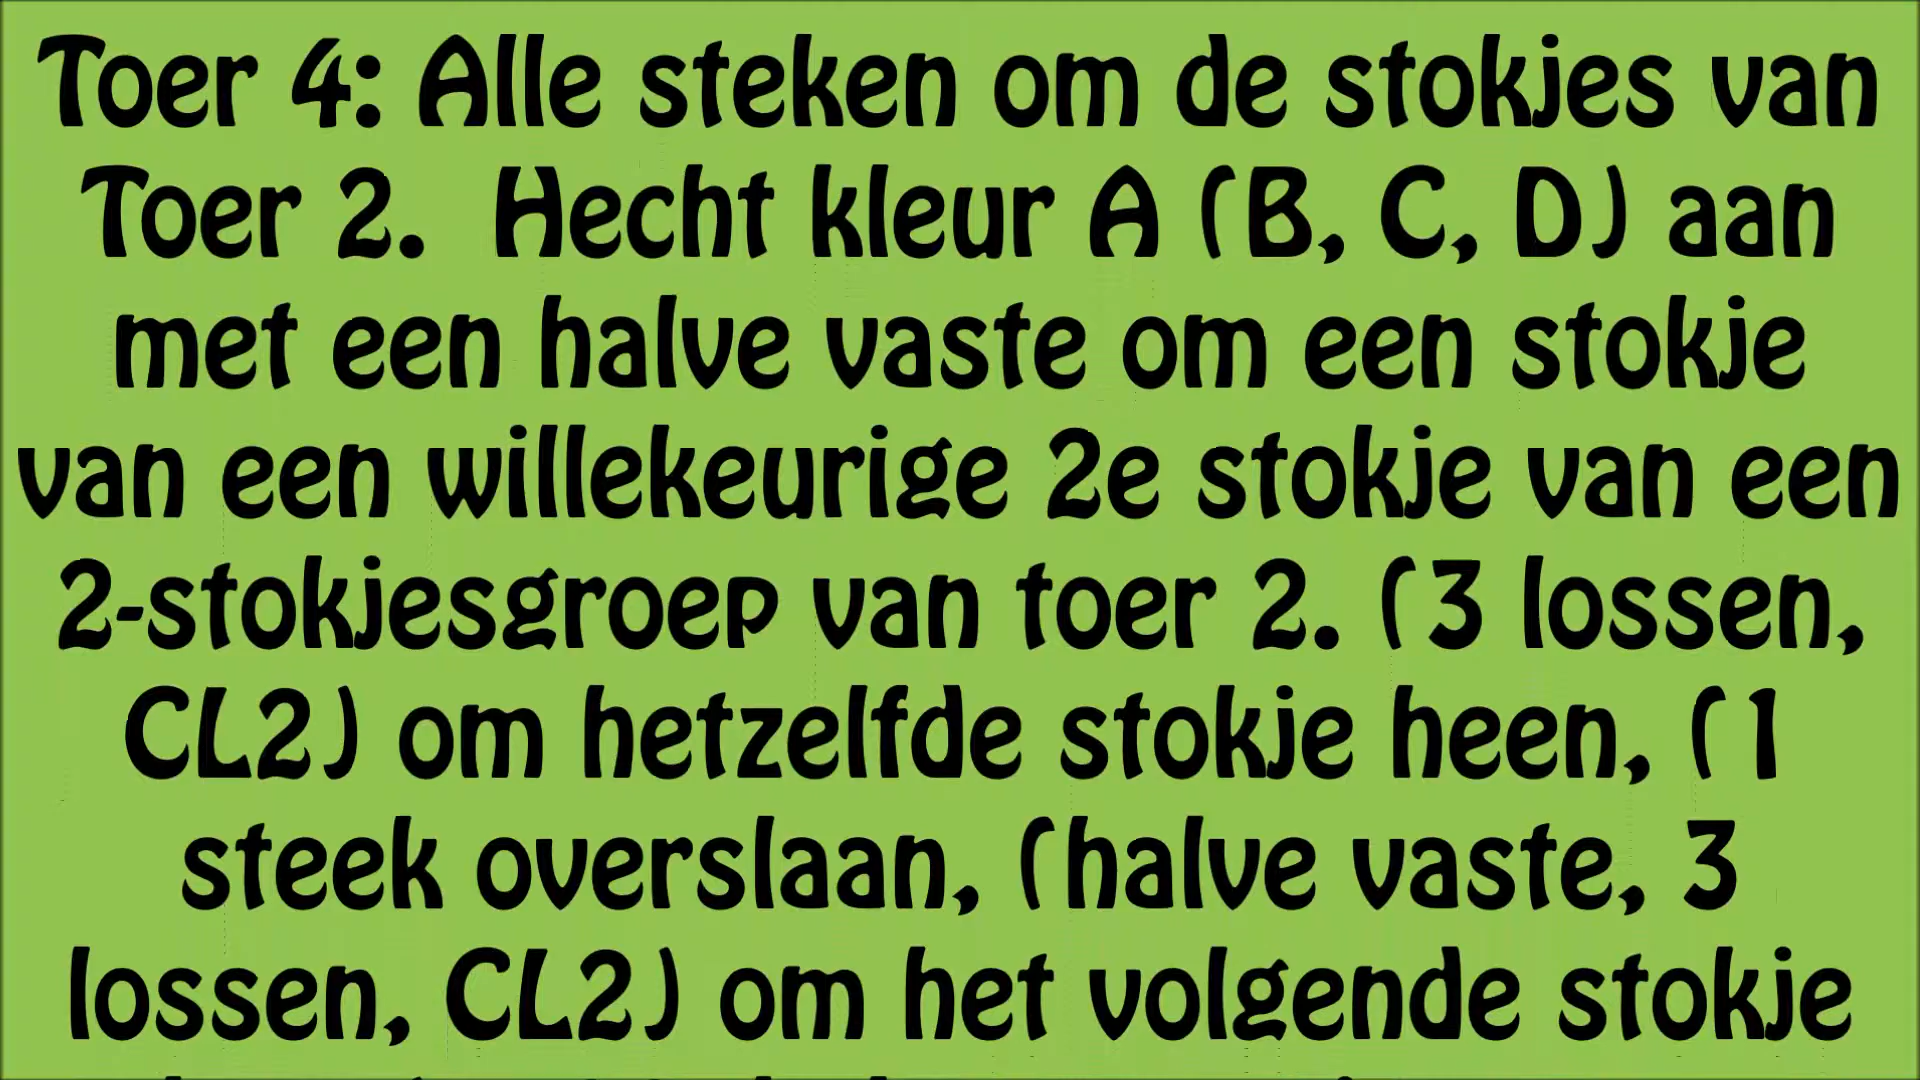 Toer 4: Alle steken om de stokjes van
Toer 2.  Hecht kleur A (B, C, D) aan
met een halve vaste om een stokje
van een willekeurige 2e stokje van een
2-stokjesgroep van toer 2. (3 lossen,
CL2) om hetzelfde stokje heen, (1
steek overslaan, (halve vaste, 3
lossen, CL2) om het volgende stokje